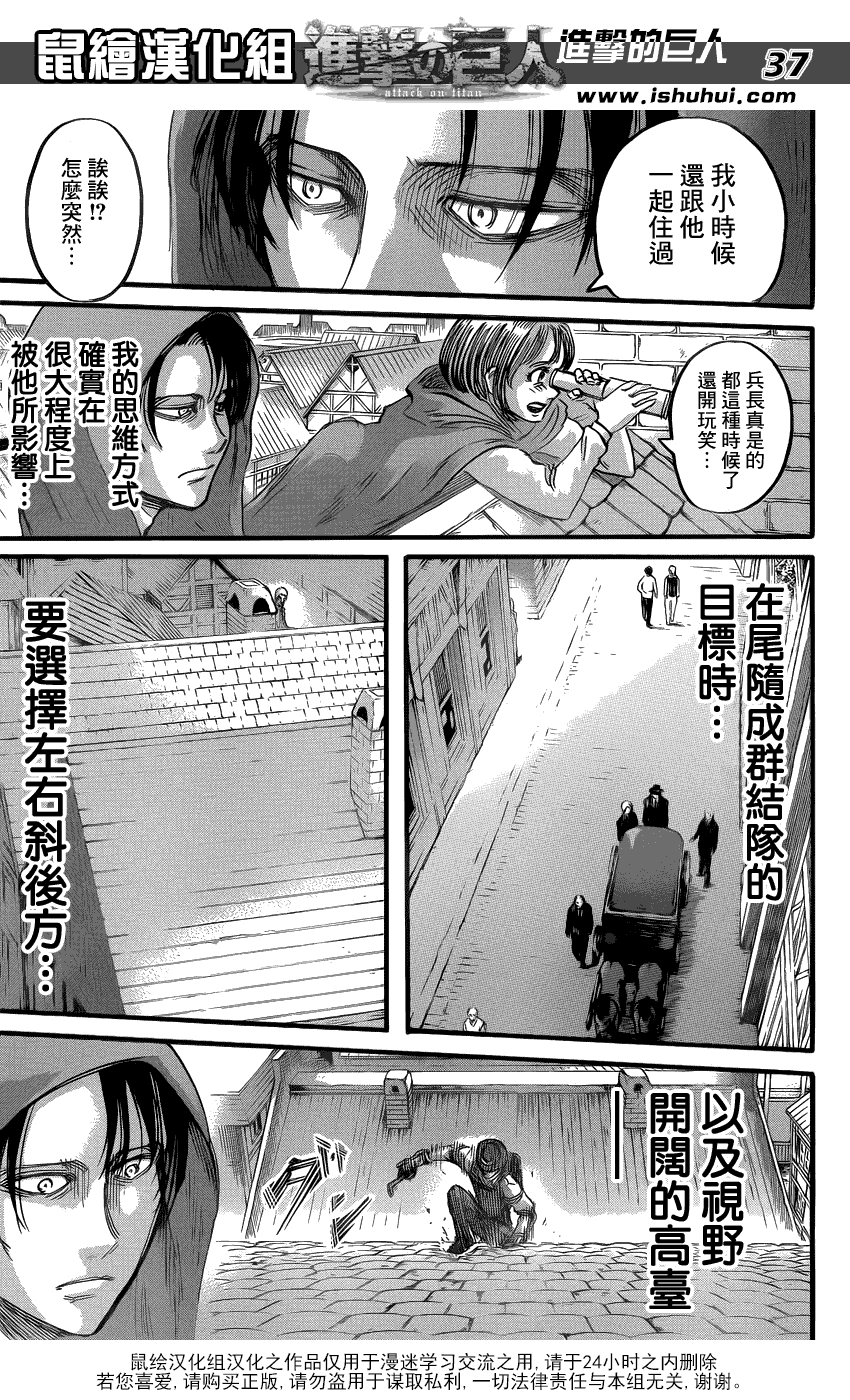 鼠繪漢化組
進撃の巨人
attack on titan
進擊的巨人
37
www.ishuhui.com
我小時候
還跟他
一起住過
誒誒!?
怎麼突然…
兵長真是的
都這種時候了
還開玩笑…
我的思維方式
確實在
很大程度上
被他所影響…
在尾隨成群結隊的
目標時…
要選擇左右斜後方…
以及視野
開闊的高臺
——
鼠绘汉化组汉化之作品仅用于漫迷学习交流之用, 请于24小时之内删除
若您喜爱, 请购买正版, 请勿盗用于谋取私利, 一切法律责任与本组无关, 谢谢。